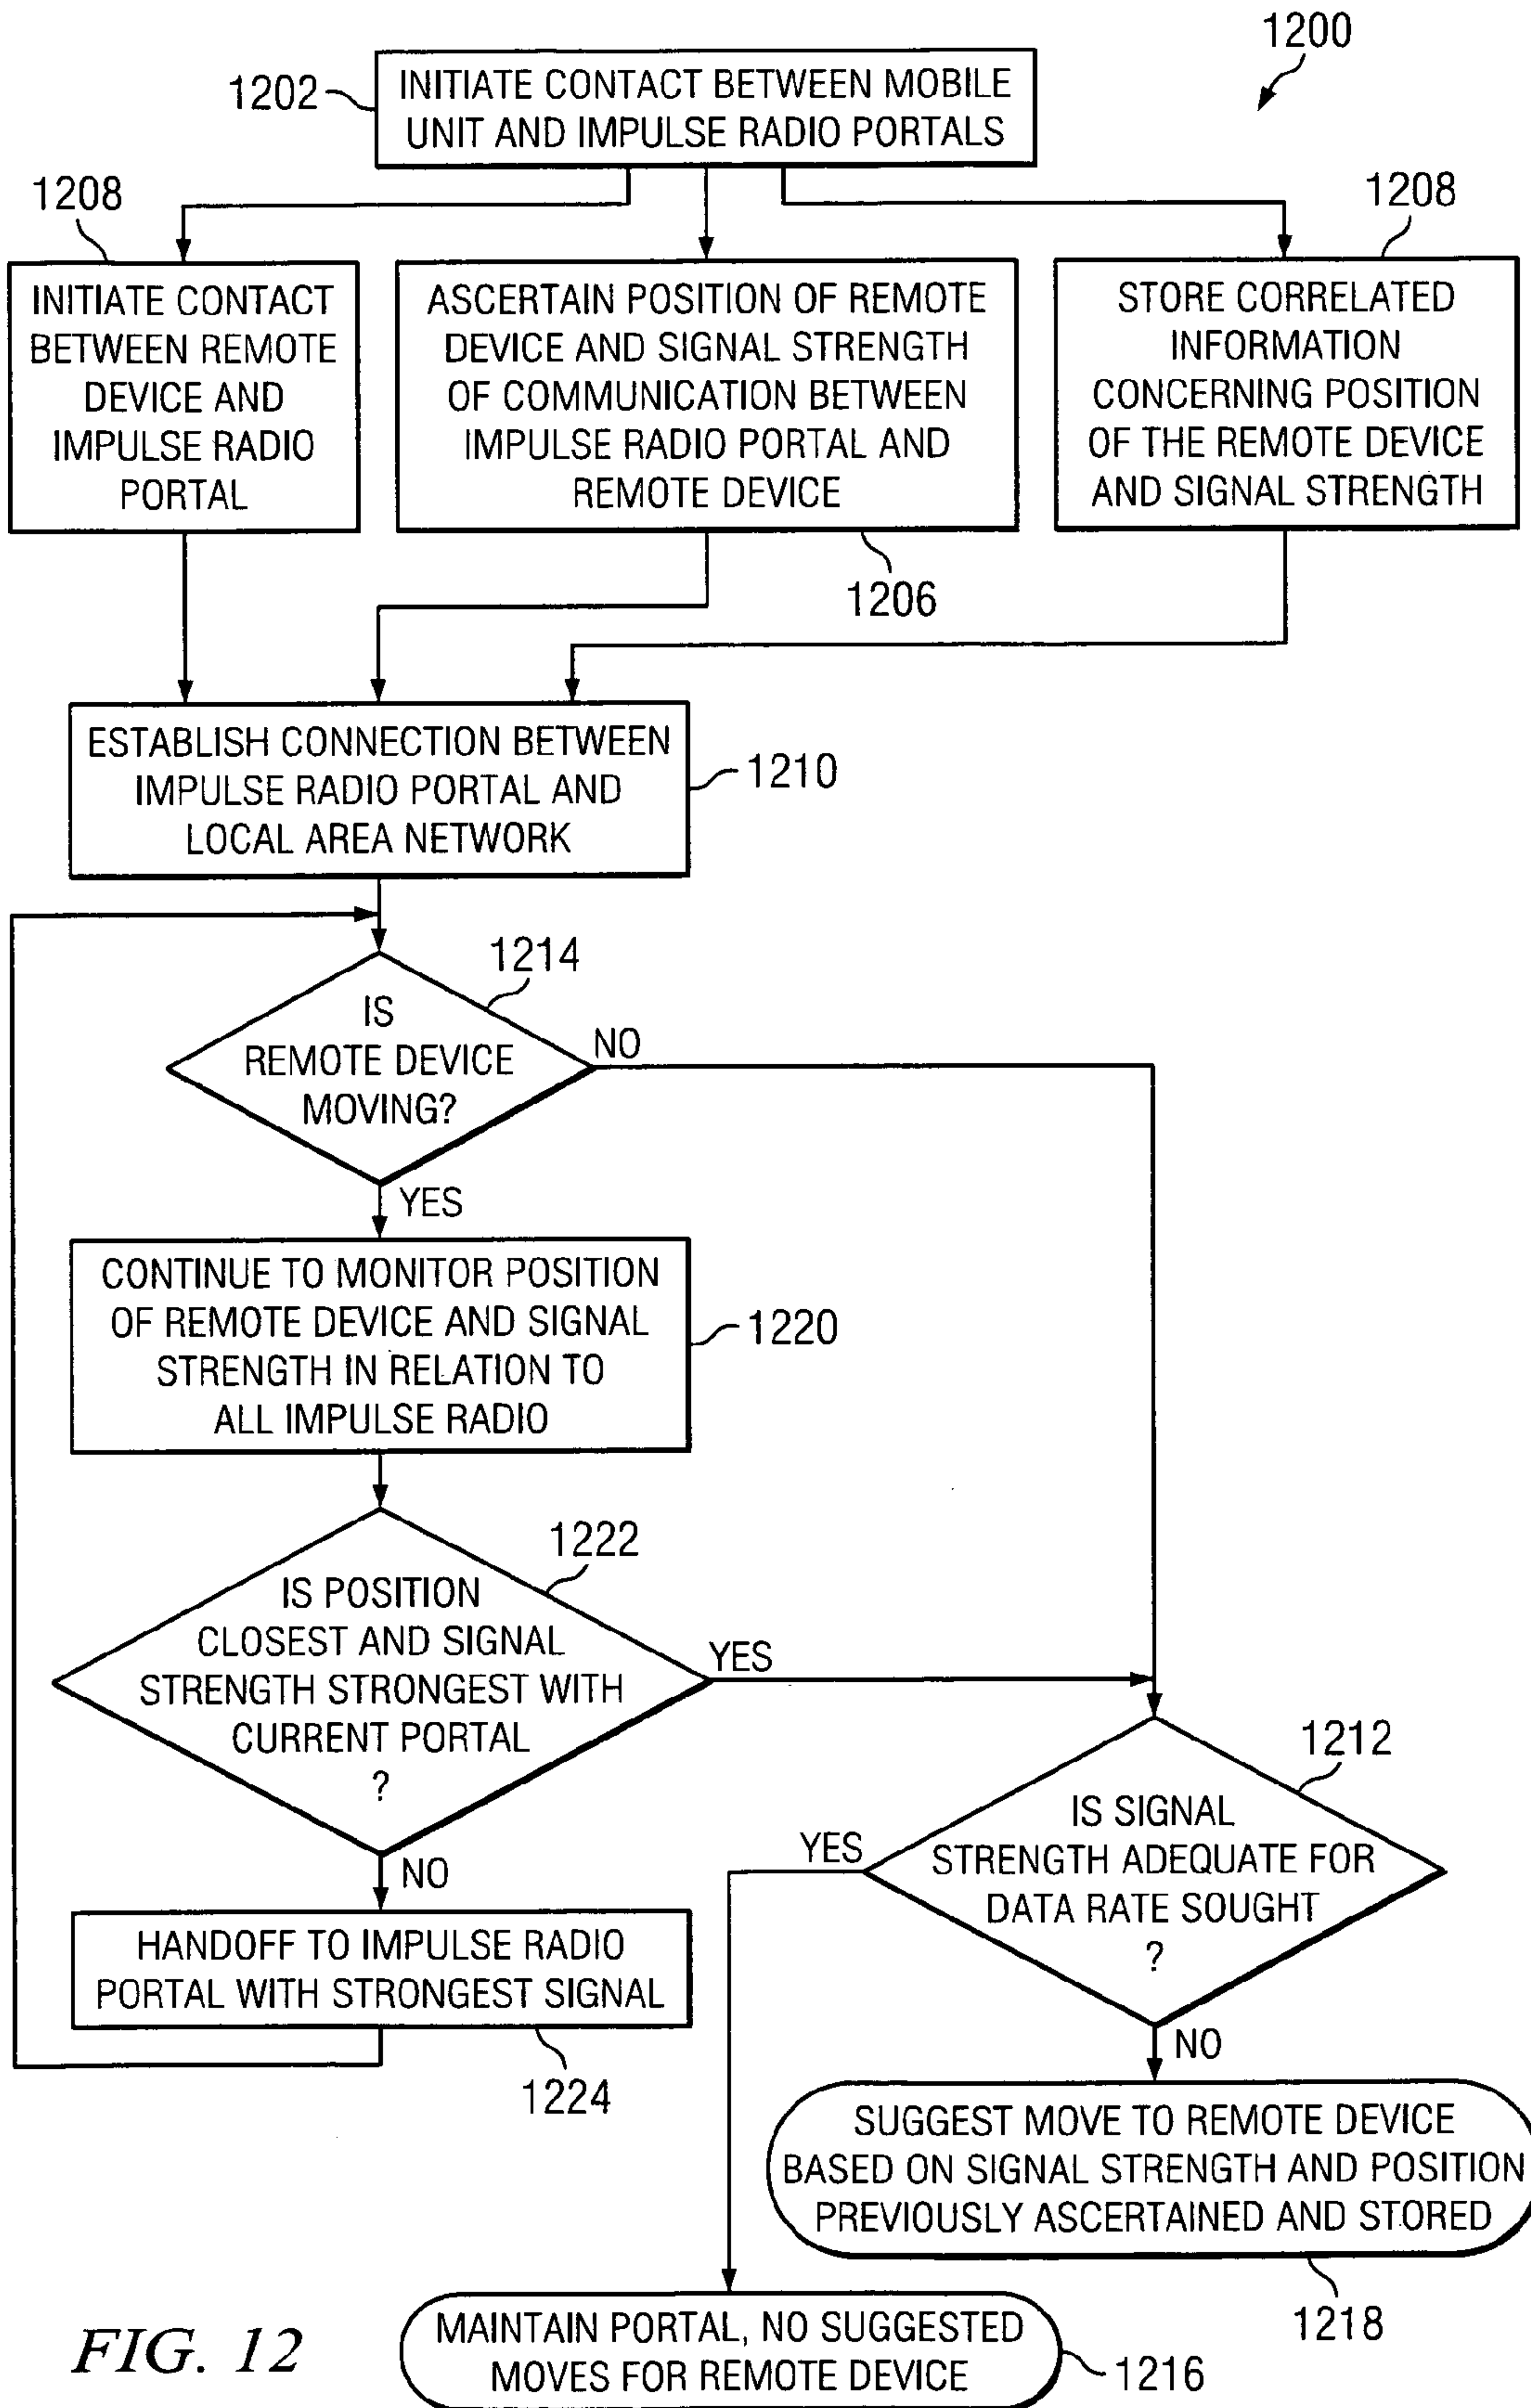 1200
1202
INITIATE CONTACT BETWEEN MOBILE
UNIT AND IMPULSE RADIO PORTALS
1208
INITIATE CONTACT
BETWEEN REMOTE
DEVICE AND
IMPULSE RADIO
PORTAL
ASCERTAIN POSITION OF REMOTE
DEVICE AND SIGNAL STRENGTH
OF COMMUNICATION BETWEEN
IMPULSE RADIO PORTAL AND
REMOTE DEVICE
1206
1208
STORE CORRELATED
INFORMATION
CONCERNING POSITION
OF THE REMOTE DEVICE
AND SIGNAL STRENGTH
ESTABLISH CONNECTION BETWEEN
IMPULSE RADIO PORTAL AND
LOCAL AREA NETWORK
1210
1214
IS
REMOTE DEVICE
MOVING?
NO
YES
CONTINUE TO MONITOR POSITION
OF REMOTE DEVICE AND SIGNAL
STRENGTH IN RELATION TO
ALL IMPULSE RADIO
1220
1222
IS POSITION
CLOSEST AND SIGNAL
STRENGTH STRONGEST WITH
CURRENT PORTAL
?
YES
NO
HANDOFF TO IMPULSE RADIO
PORTAL WITH STRONGEST SIGNAL
1224
1212
IS SIGNAL
STRENGTH ADEQUATE FOR
DATA RATE SOUGHT
?
YES
NO
SUGGEST MOVE TO REMOTE DEVICE
BASED ON SIGNAL STRENGTH AND POSITION
PREVIOUSLY ASCERTAINED AND STORED
1218
MAINTAIN PORTAL, NO SUGGESTED
MOVES FOR REMOTE DEVICE
1216
FIG. 12